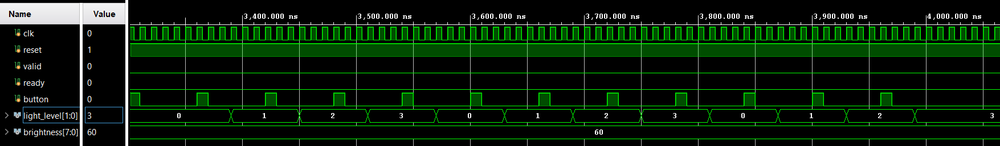 Name Value
3,400.000 ns 3,500.000 ns 3,600.000 ns 3,700.000 ns 3,800.000 ns 3,900.000 ns 4,000.000 ns
clk 0
reset 1
valid 0
ready 0
button 0
light_level[1:0] 3 0 1 2 3 0 1 2 3 0 1 2 3
brightness[7:0] 60 60